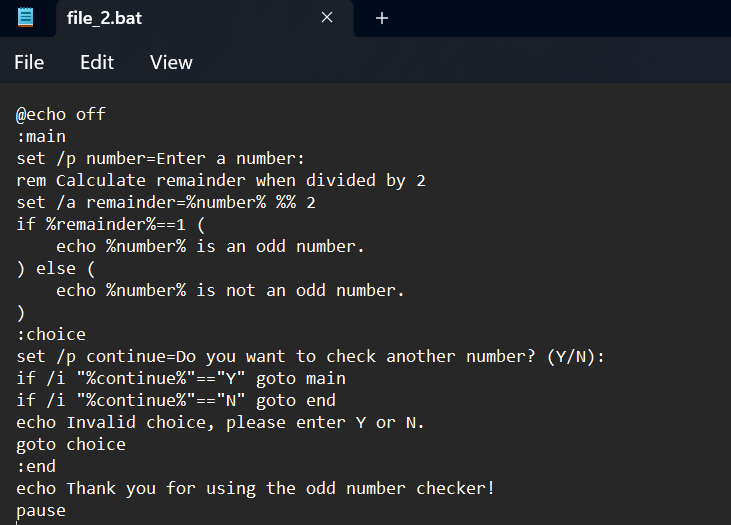 file_2.bat
File Edit View
@echo off
:main
set /p number=Enter a number:
rem Calculate remainder when divided by 2
set /a remainder=%number% %% 2
if %remainder%==1 (
    echo %number% is an odd number.
) else (
    echo %number% is not an odd number.
)
:choice
set /p continue=Do you want to check another number? (Y/N):
if /i "%continue%"=="Y" goto main
if /i "%continue%"=="N" goto end
echo Invalid choice, please enter Y or N.
goto choice
:end
echo Thank you for using the odd number checker!
pause